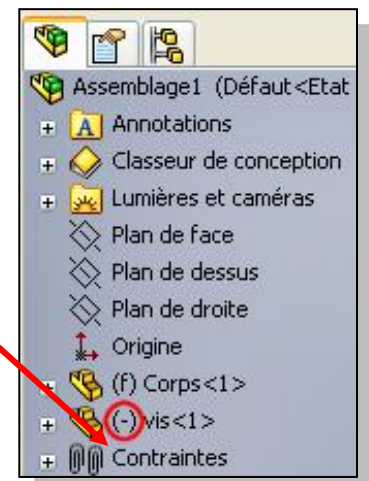 Assemblage1 (Défaut<Etat
Annotations
Classeur de conception
Lumières et caméras
Plan de face
Plan de dessus
Plan de droite
Origine
(f) Corps<1>
(-) vis<1>
Contraintes